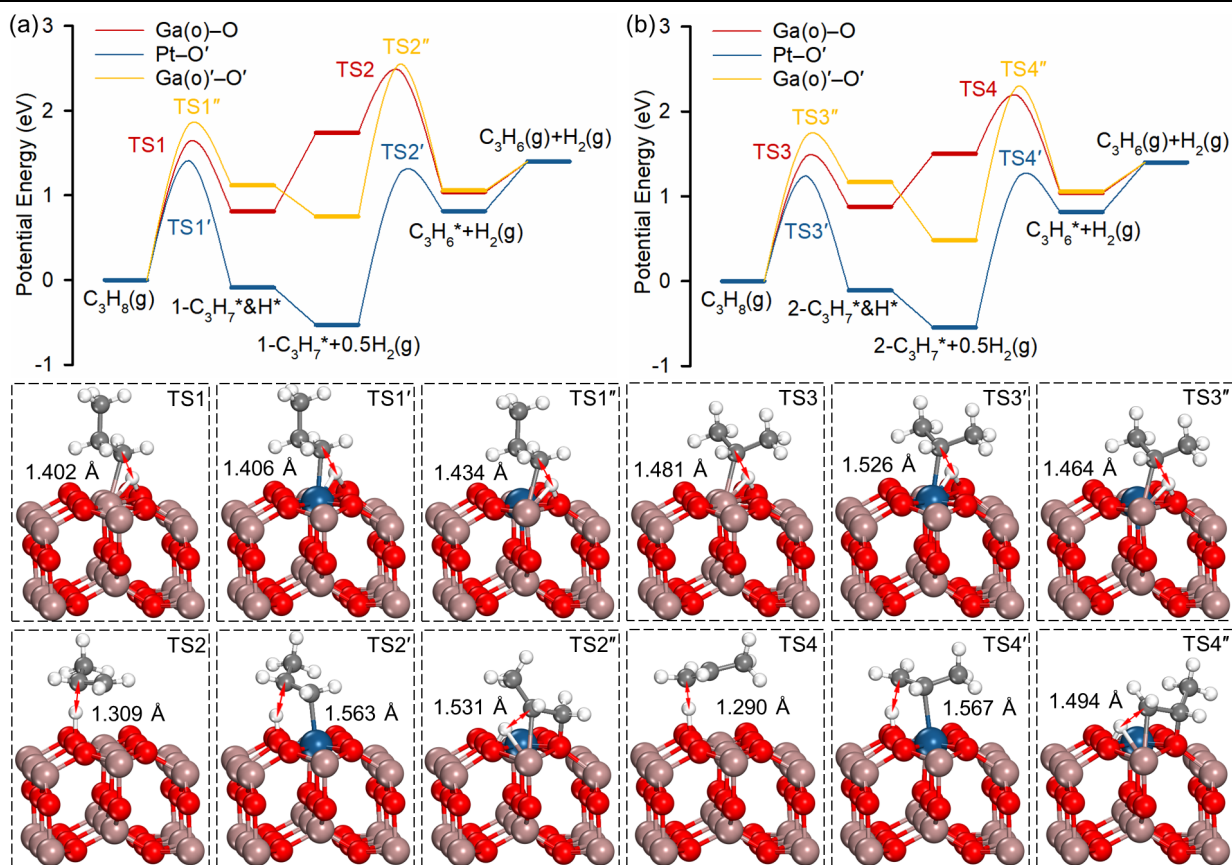 (a)
3
2
1
0
-1
Potential Energy (eV)
Ga(o)–O
Pt–O′
Ga(o)′–O′
TS1″
TS1
TS1′
TS2″
TS2
TS2′
C₃H₈(g)
1-C₃H₇*&H*
1-C₃H₇*+0.5H₂(g)
C₃H₆*+H₂(g)
C₃H₆(g)+H₂(g)
(b)
3
2
1
0
-1
Potential Energy (eV)
Ga(o)–O
Pt–O′
Ga(o)′–O′
TS3″
TS3
TS3′
TS4″
TS4
TS4′
C₃H₈(g)
2-C₃H₇*&H*
2-C₃H₇*+0.5H₂(g)
C₃H₆*+H₂(g)
C₃H₆(g)+H₂(g)
TS1
1.402 Å
TS1′
1.406 Å
TS1″
1.434 Å
TS3
1.481 Å
TS3′
1.526 Å
TS3″
1.464 Å
TS2
1.309 Å
TS2′
1.563 Å
TS2″
1.531 Å
TS4
1.290 Å
TS4′
1.567 Å
TS4″
1.494 Å